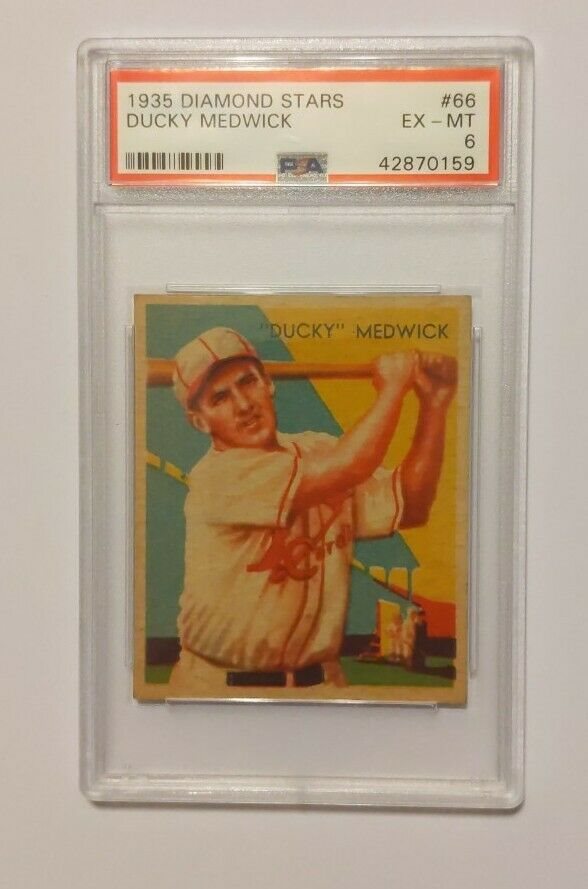 1935 DIAMOND STARS #66
DUCKY MEDWICK EX – MT
6
PSA 42870159
"DUCKY" MEDWICK